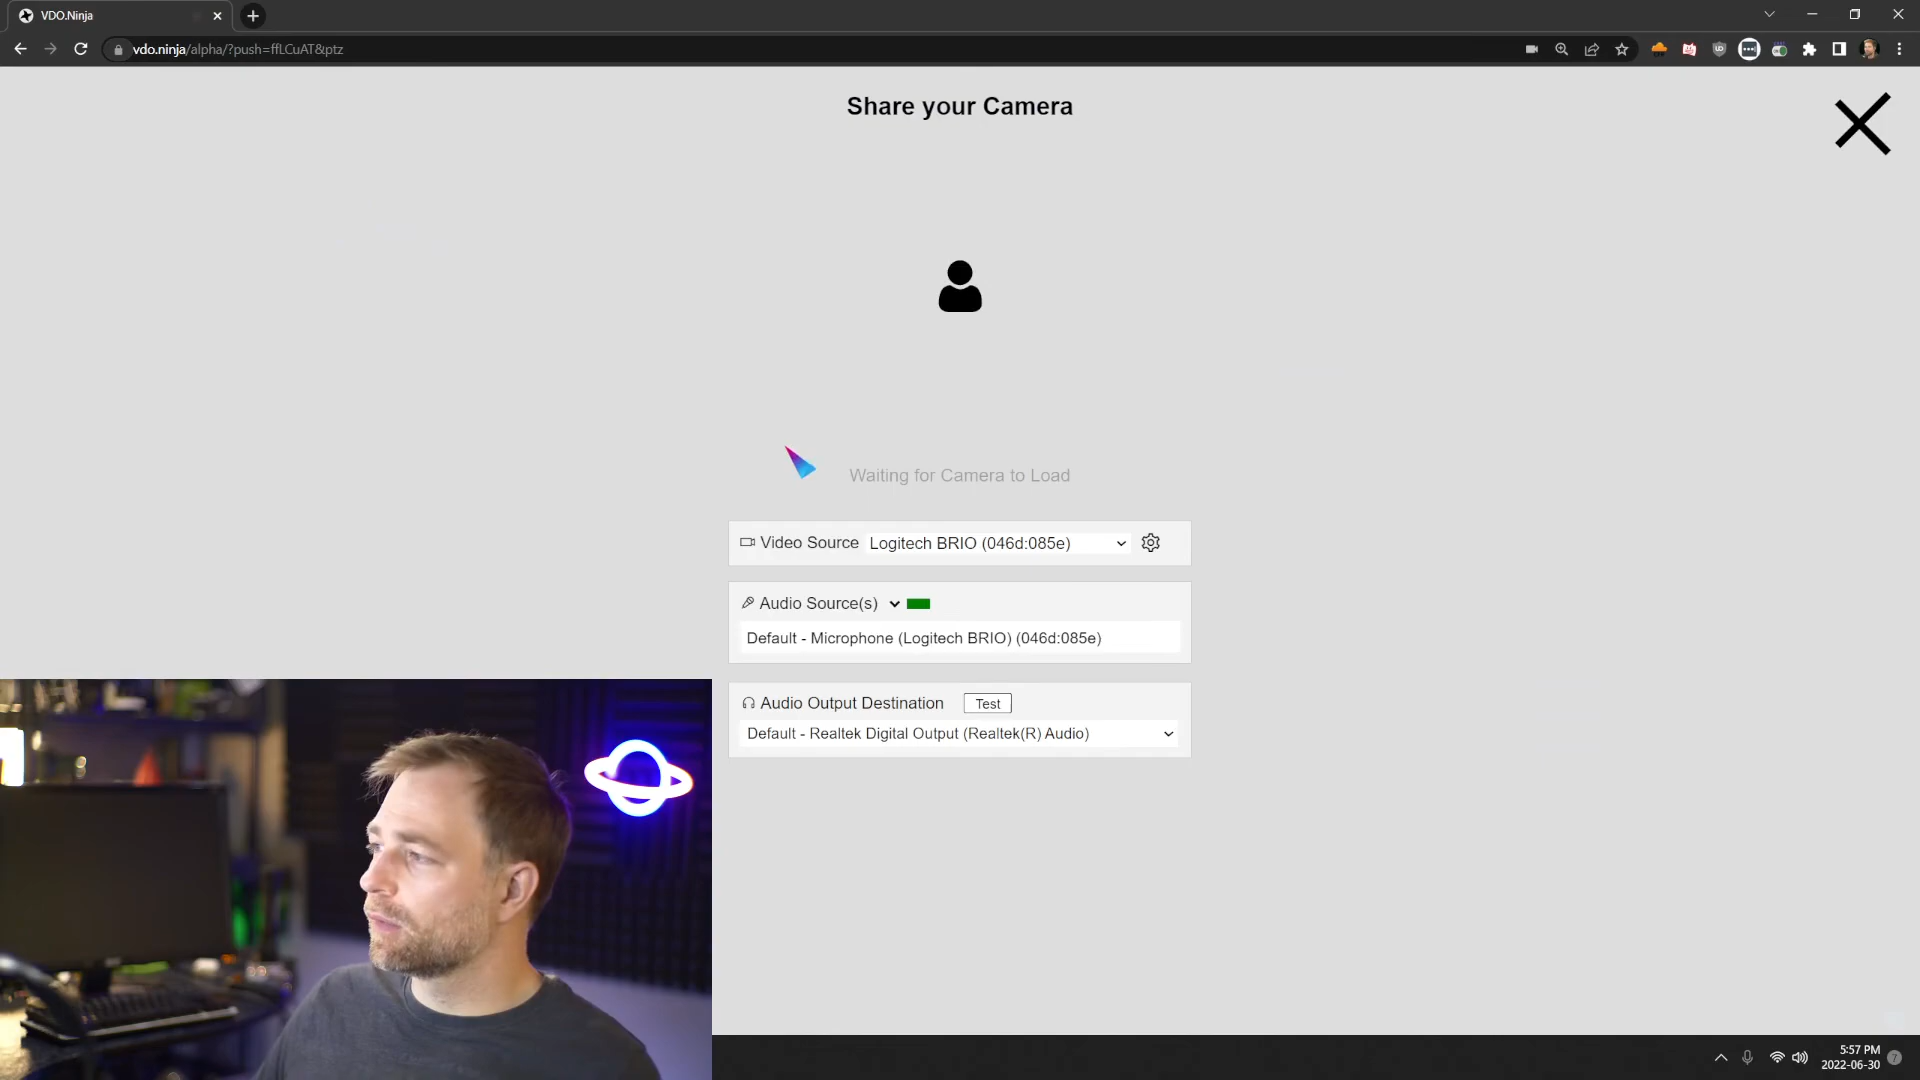 VDO.Ninja
vdo.ninja/alpha/?push=ffLCuAT&ptz
Share your Camera
Waiting for Camera to Load
Video Source Logitech BRIO (046d:085e)
Audio Source(s)
Default - Microphone (Logitech BRIO) (046d:085e)
Audio Output Destination Test
Default - Realtek Digital Output (Realtek(R) Audio)
5:57 PM
2022-06-30
7